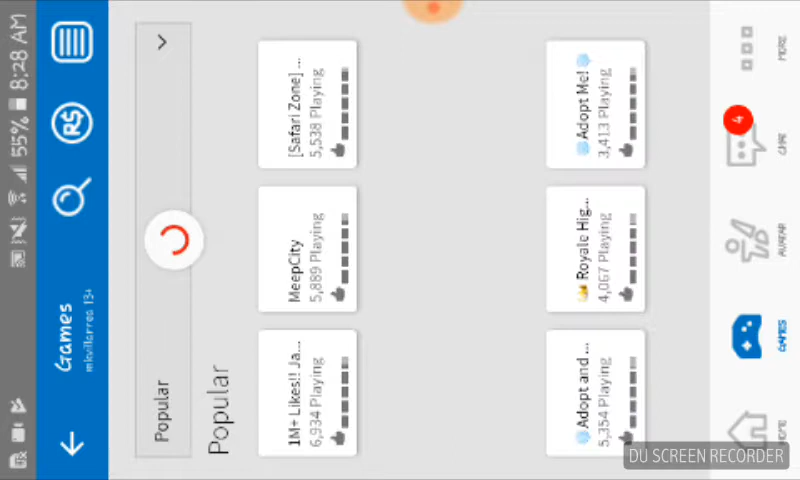 55% 8:28 AM
Games
mkvillarrea 13+
R$
Popular
Popular
1M+ Likes!! Ja...
6,934 Playing
MeepCity
5,889 Playing
[Safari Zone] ...
5,538 Playing
Adopt and ...
5,354 Playing
Royale Hig...
4,067 Playing
Adopt Me!
3,413 Playing
HOME
GAMES
AVATAR
CHAT
4
MORE
DU SCREEN RECORDER